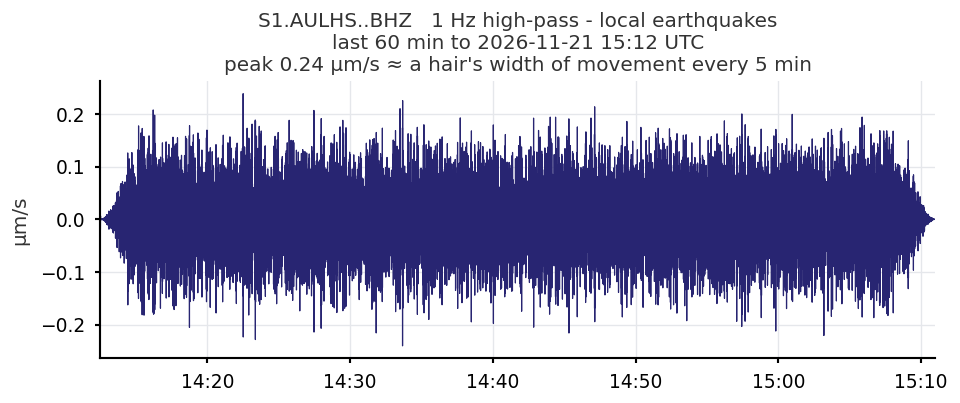 S1.AULHS..BHZ   1 Hz high-pass - local earthquakes
last 60 min to 2026-11-21 15:12 UTC
peak 0.24 µm/s ≈ a hair's width of movement every 5 min
µm/s
0.2
0.1
0.0
−0.1
−0.2
14:20
14:30
14:40
14:50
15:00
15:10